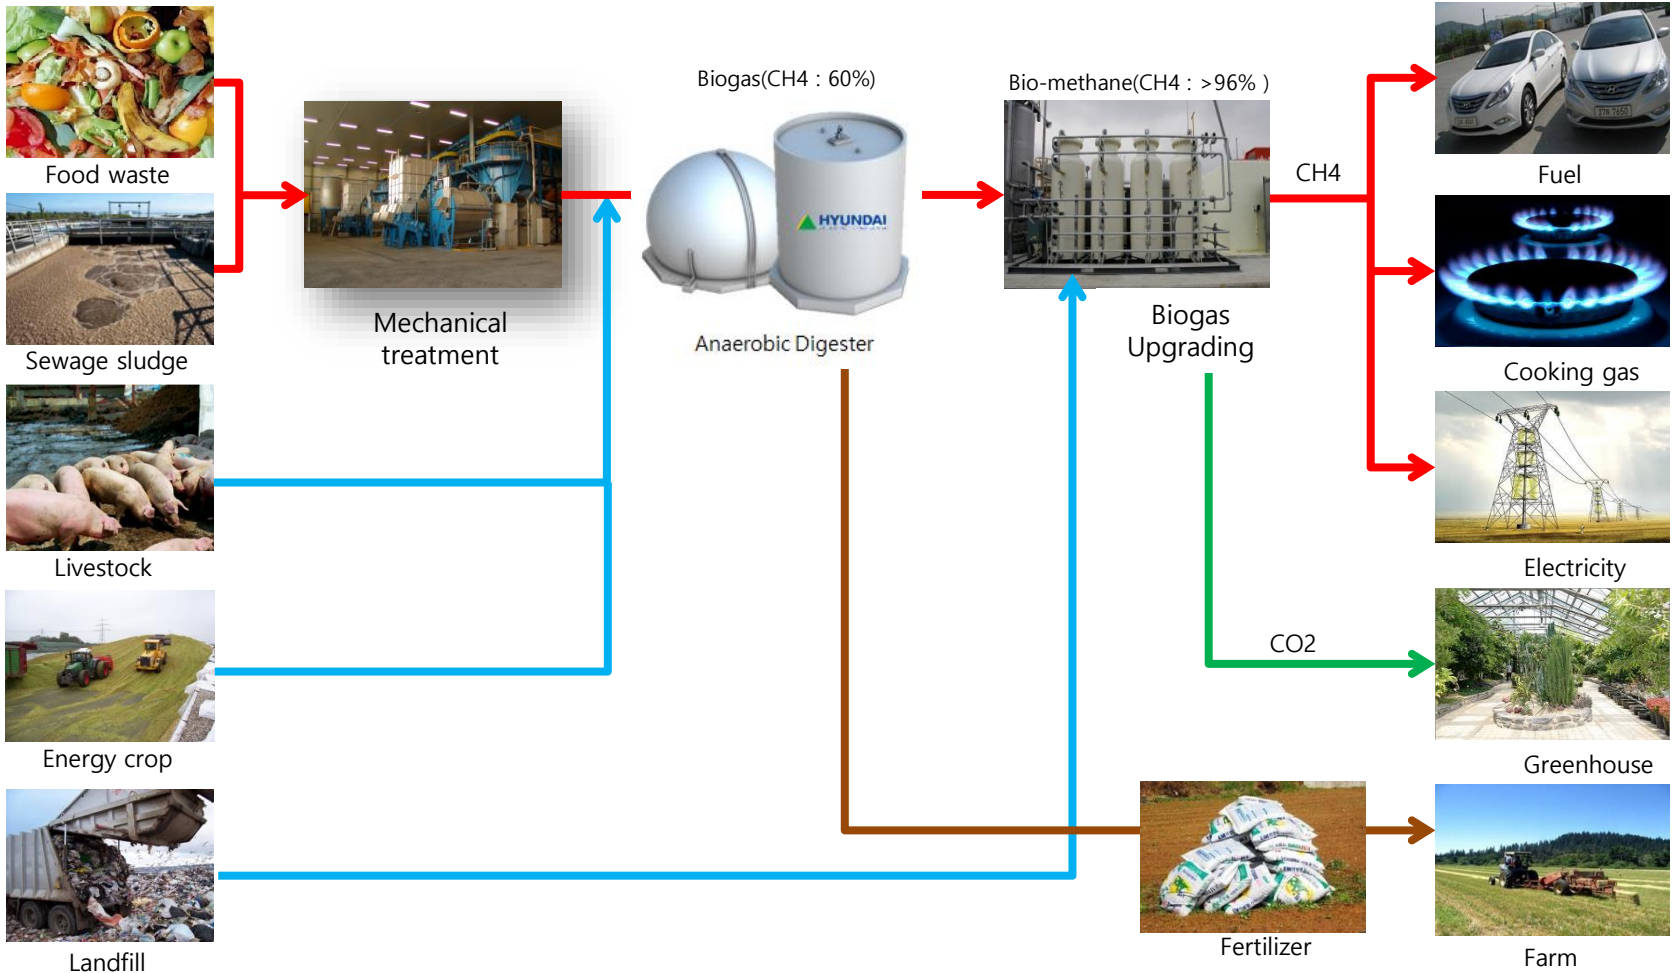 Biogas(CH4 : 60%)
Bio-methane(CH4 : >96% )
CH4
Food waste
Fuel
HYUNDAI
Mechanical
treatment
Biogas
Upgrading
Anaerobic Digester
Sewage sludge
Cooking gas
Livestock
Electricity
CO2
Energy crop
Greenhouse
Fertilizer
Landfill
Farm